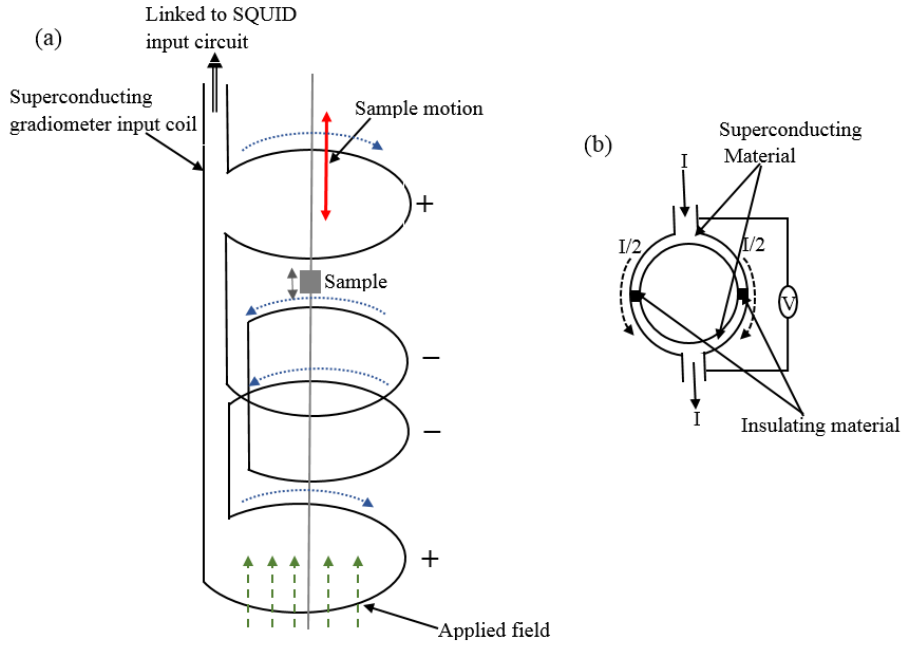 (a)
Linked to SQUID
input circuit
Superconducting
gradiometer input coil
Sample motion
+
Sample
−
−
+
Applied field
(b)
Superconducting
Material
I
I/2
I/2
V
I
Insulating material